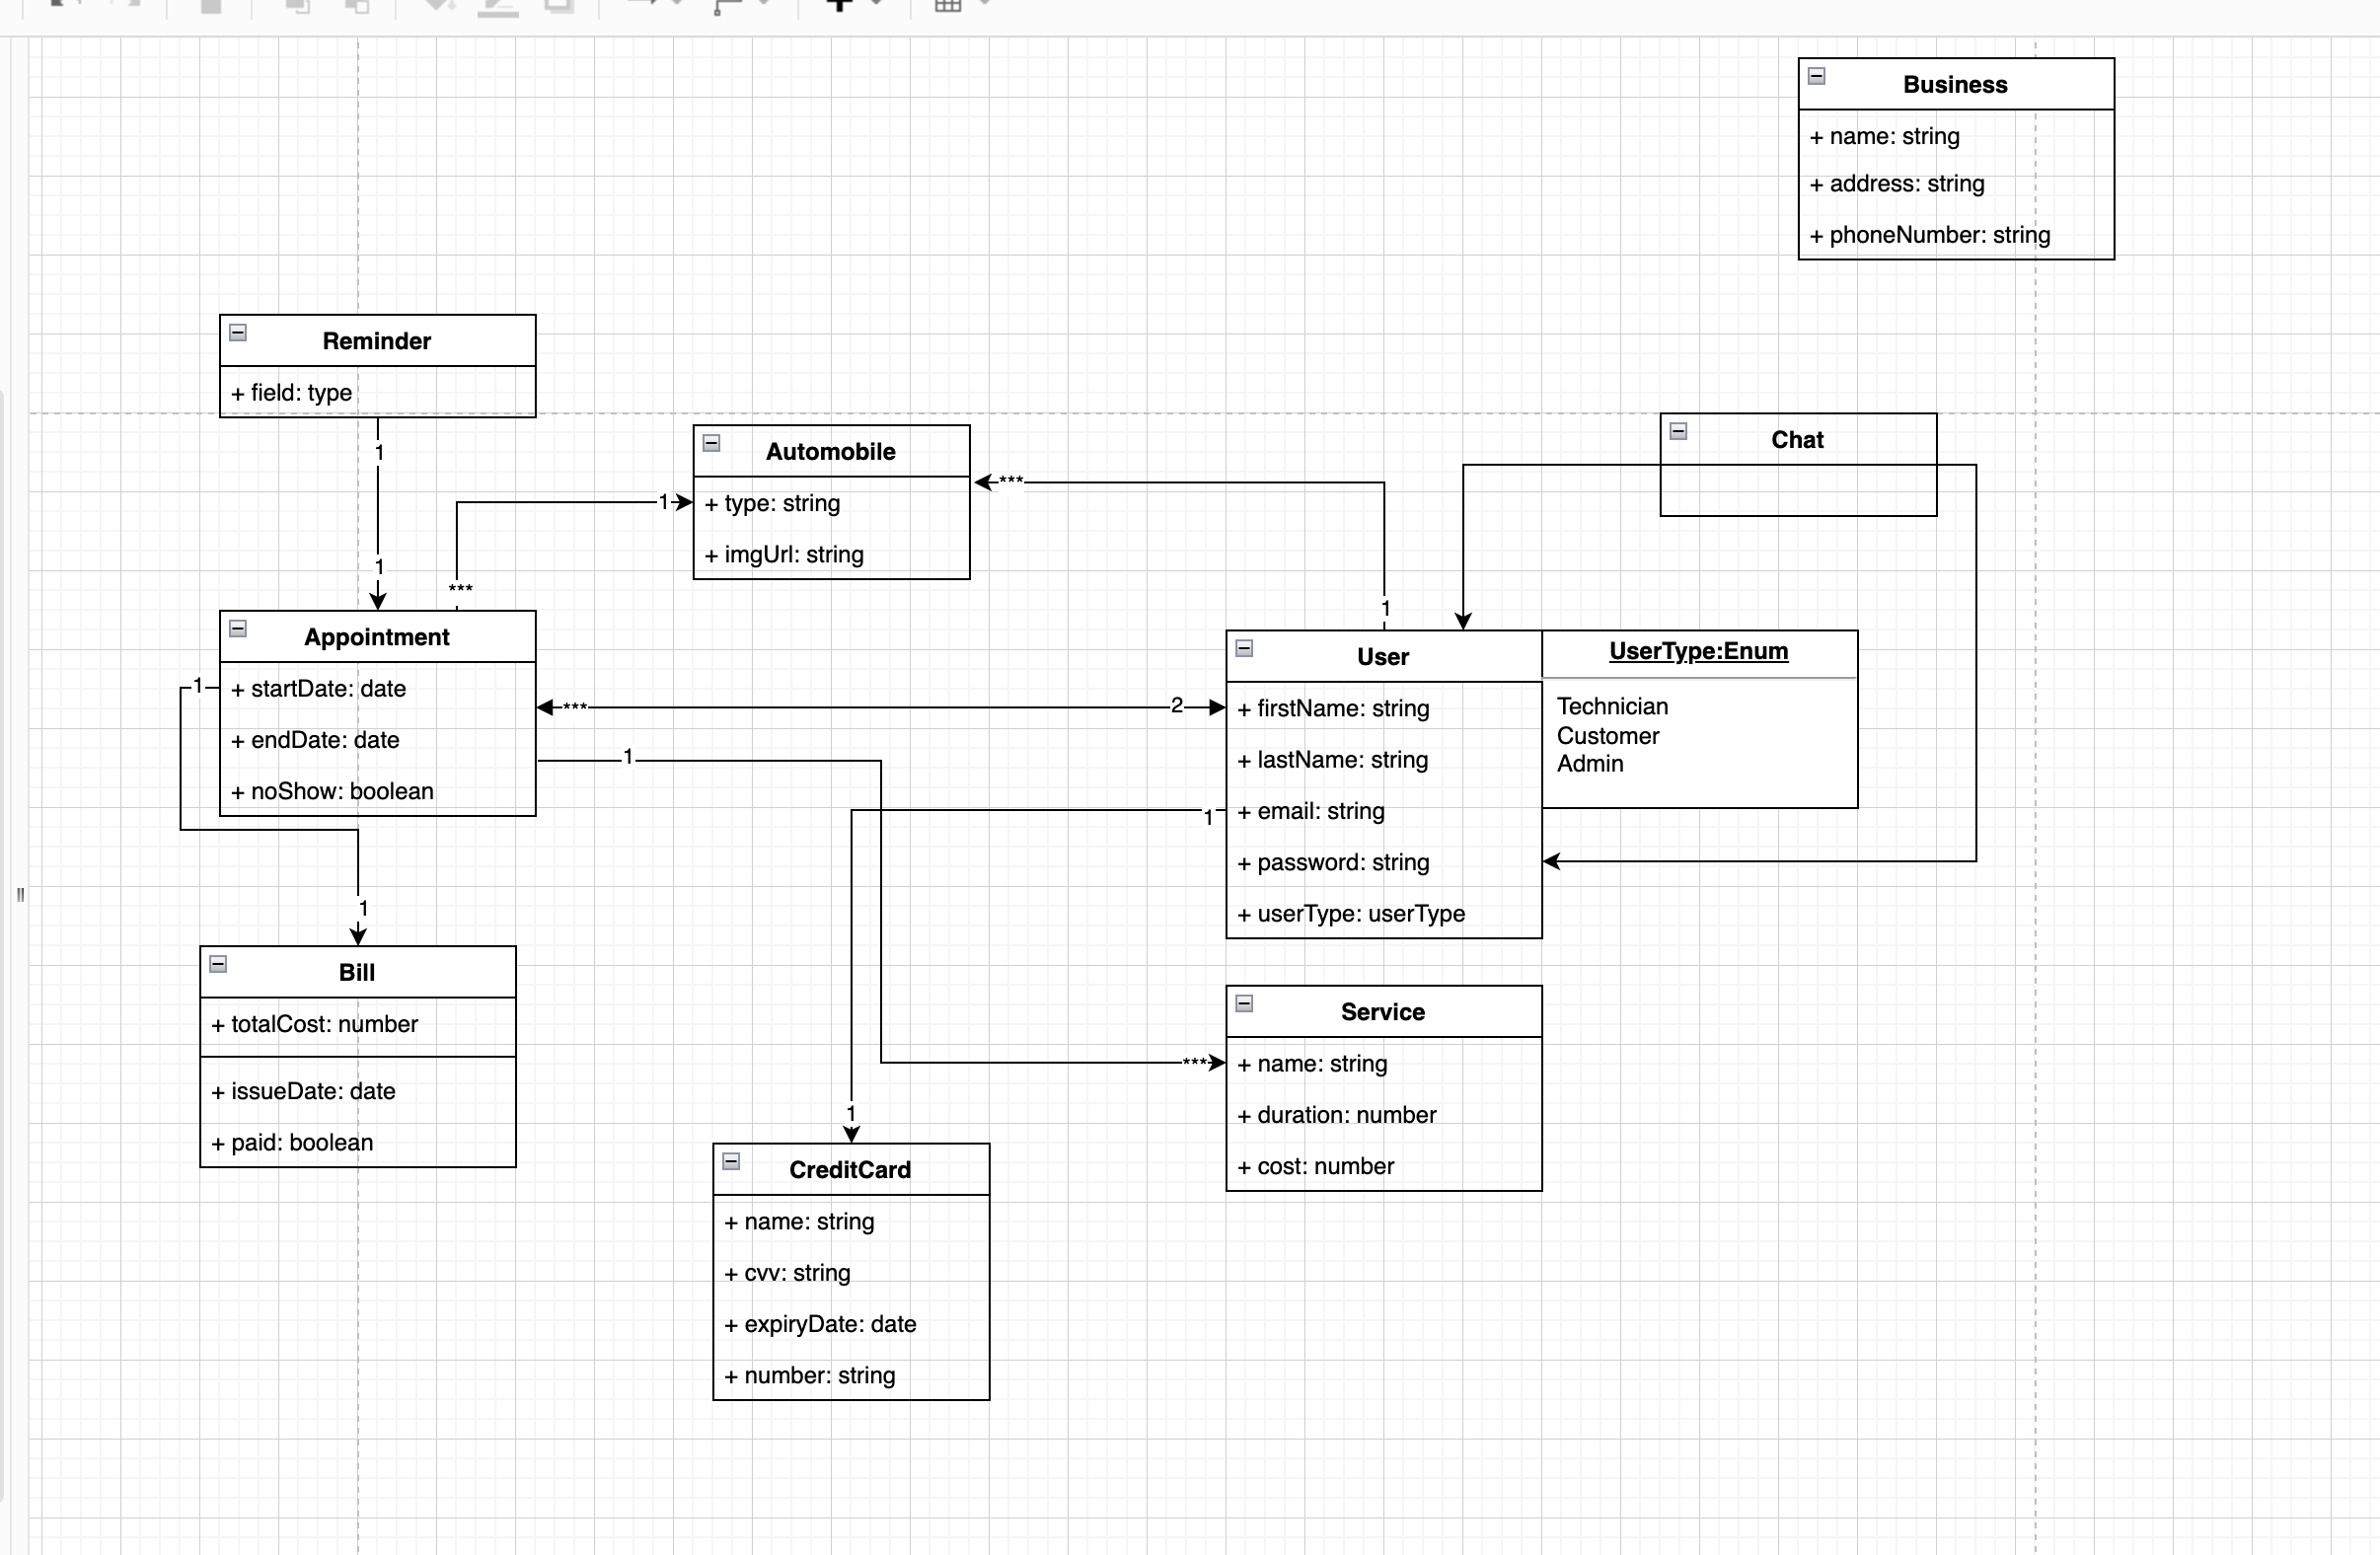 Business
+ name: string
+ address: string
+ phoneNumber: string
Reminder
+ field: type
1
1
Automobile
+ type: string
+ imgUrl: string
1
***
***
1
Chat
Appointment
+ startDate: date
+ endDate: date
+ noShow: boolean
1
***
2
1
User
+ firstName: string
+ lastName: string
+ email: string
+ password: string
+ userType: userType
UserType:Enum
Technician
Customer
Admin
1
1
Bill
+ totalCost: number
+ issueDate: date
+ paid: boolean
***
Service
+ name: string
+ duration: number
+ cost: number
1
CreditCard
+ name: string
+ cvv: string
+ expiryDate: date
+ number: string